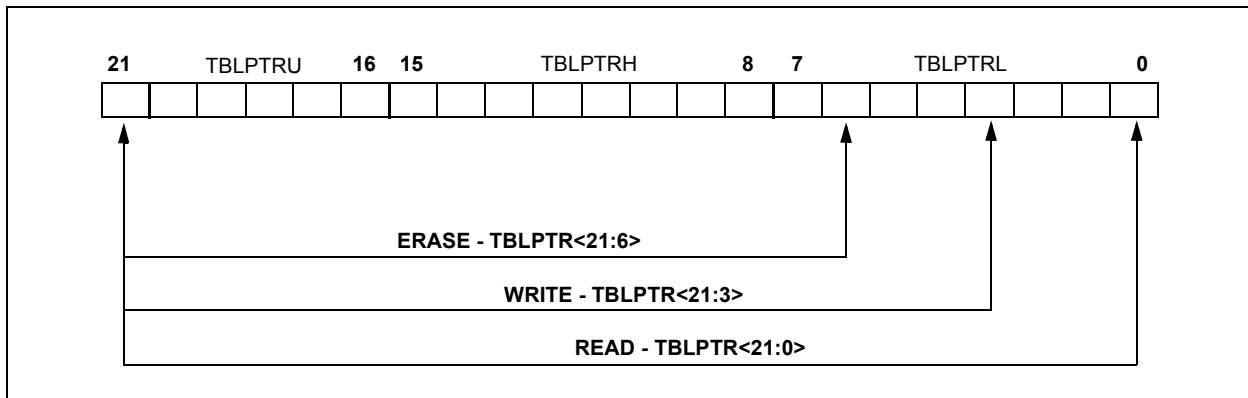 21 TBLPTRU 16 15 TBLPTRH 8 7 TBLPTRL 0
ERASE - TBLPTR<21:6>
WRITE - TBLPTR<21:3>
READ - TBLPTR<21:0>